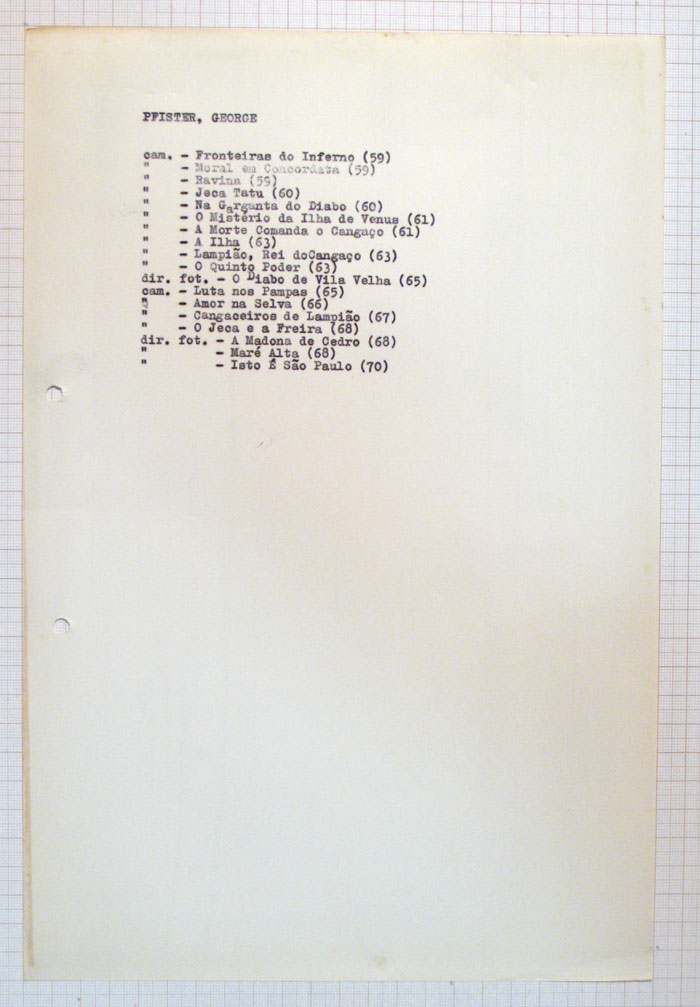 PFISTER, GEORGE
cam. - Fronteiras do Inferno (59)
" - Moral em Concordata (59)
" - Ravina (59)
" - Jeca Tatu (60)
" - Na Garganta do Diabo (60)
" - O Mistério da Ilha de Venus (61)
" - A Morte Comanda o Cangaço (61)
" - A Ilha (63)
" - Lampião, Rei doCangaço (63)
" - O Quinto Poder (63)
dir. fot. - O Diabo de Vila Velha (65)
cam. - Luta nos Pampas (65)
" - Amor na Selva (66)
" - Cangaceiros de Lampião (67)
" - O Jeca e a Freira (68)
dir. fot. - A Madona de Cedro (68)
" - Maré Alta (68)
" - Isto É São Paulo (70)